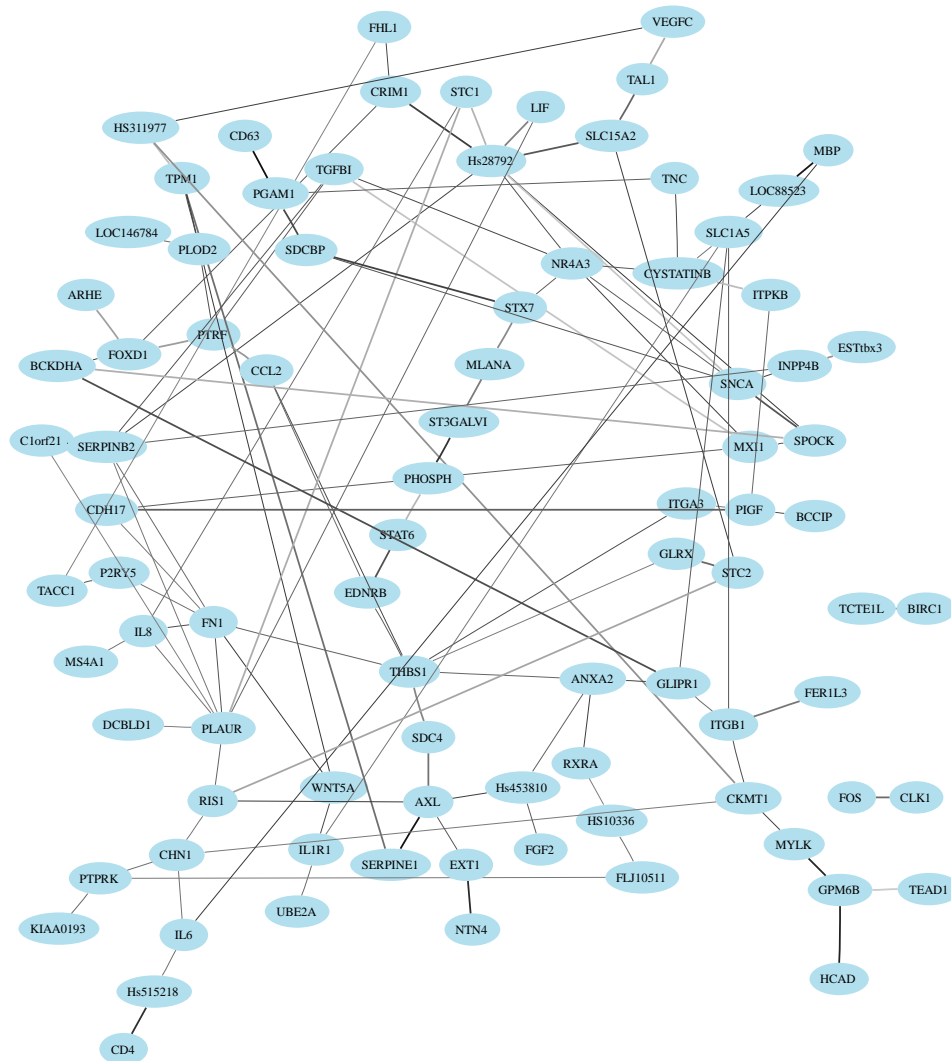 VEGFC
FHL1
TAL1
CRIM1
STC1
LIF
HS311977
CD63
SLC15A2
MBP
Hs28792
TGFBI
TPM1
PGAM1
TNC
LOC88523
LOC146784
PLOD2
SDCBP
SLC1A5
NR4A3
CYSTATINB
ARHE
ITPKB
STX7
PTRF
FOXD1
ESTtbx3
BCKDHA
CCL2
MLANA
INPP4B
SNCA
ST3GALVI
C1orf21
SERPINB2
MXI1
SPOCK
PHOSPH
CDH17
ITGA3
PIGF
BCCIP
STAT6
GLRX
STC2
P2RY5
TACC1
EDNRB
TCTE1L
BIRC1
IL8
FN1
MS4A1
THBS1
ANXA2
GLIPR1
FER1L3
DCBLD1
PLAUR
SDC4
ITGB1
RXRA
RIS1
WNT5A
AXL
Hs453810
CKMT1
FOS
CLK1
HS10336
CHN1
IL1R1
SERPINE1
EXT1
FGF2
MYLK
PTPRK
FLJ10511
GPM6B
TEAD1
UBE2A
KIAA0193
IL6
NTN4
HCAD
Hs515218
CD4